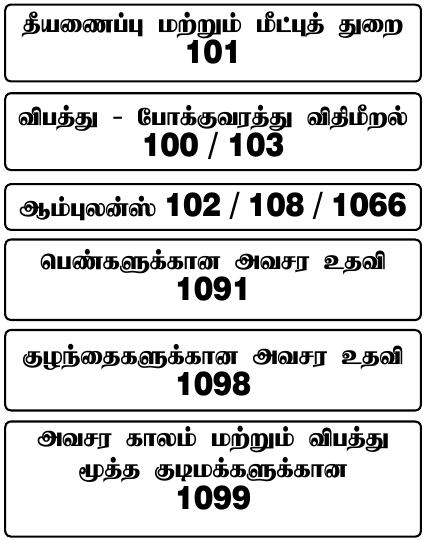 தீயணைப்பு மற்றும் மீட்புத் துறை
101
விபத்து - போக்குவரத்து விதிமீறல்
100 / 103
ஆம்புலன்ஸ் 102 / 108 / 1066
பெண்களுக்கான அவசர உதவி
1091
குழந்தைகளுக்கான அவசர உதவி
1098
அவசர காலம் மற்றும் விபத்து
மூத்த குடிமக்களுக்கான
1099